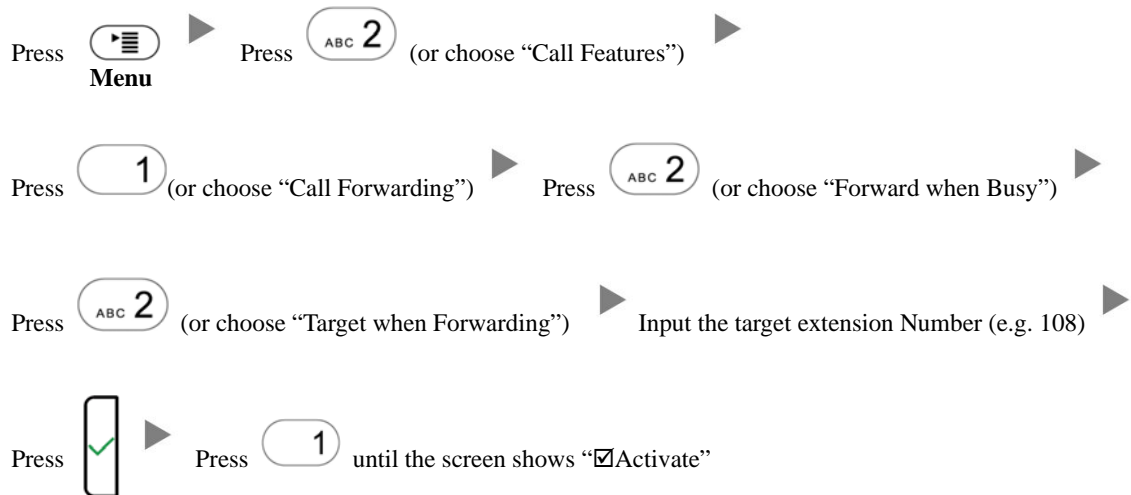 Press Press ABC 2 (or choose “Call Features”)
Menu
Press 1 (or choose “Call Forwarding”) Press ABC 2 (or choose “Forward when Busy”)
Press ABC 2 (or choose “Target when Forwarding”) Input the target extension Number (e.g. 108)
Press Press 1 until the screen shows “☑Activate”